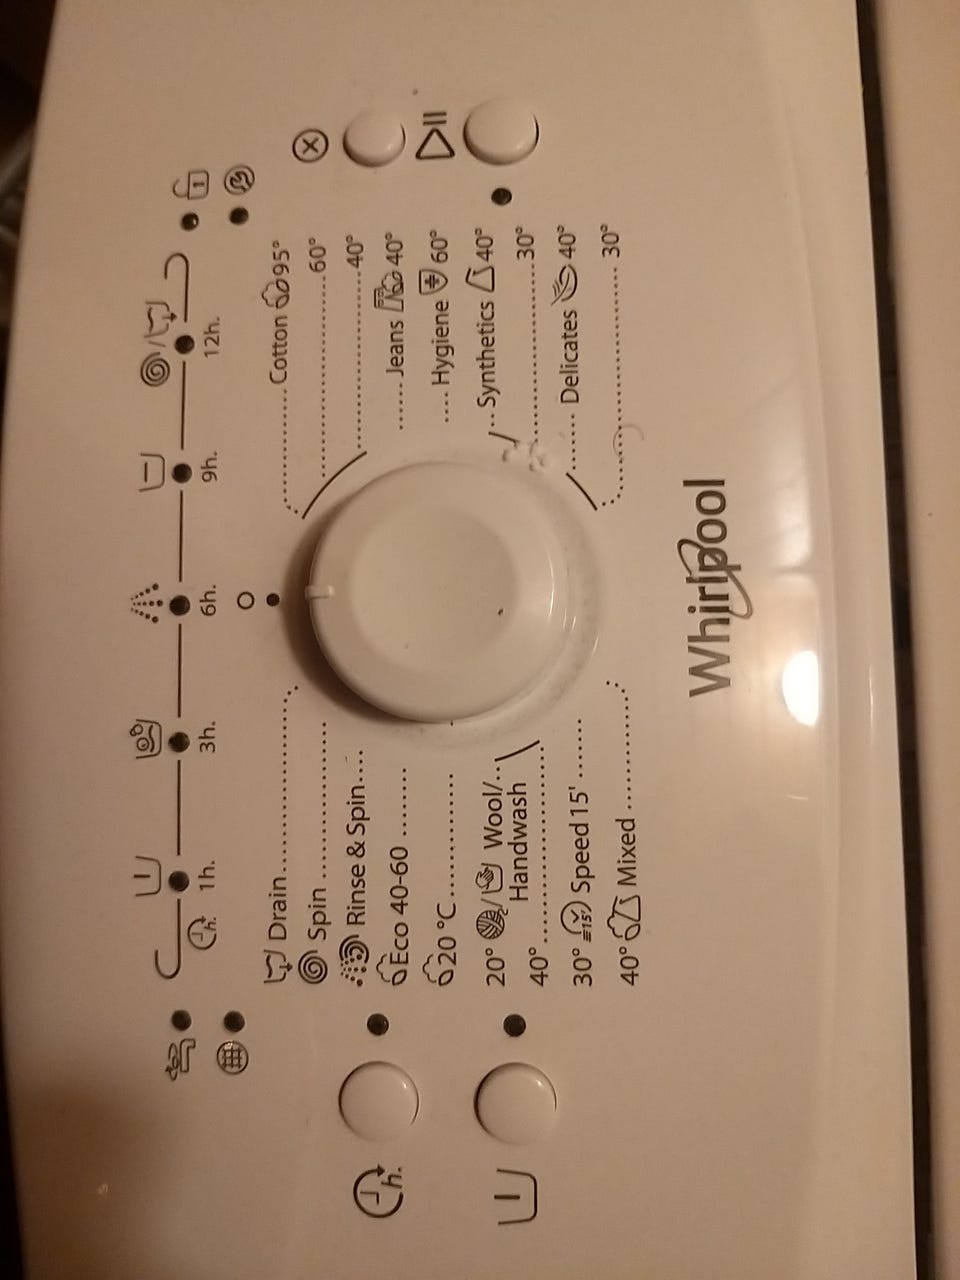 1h. 3h. 6h. 9h. 12h.
h.
Drain
Spin
Rinse & Spin
Eco 40-60
20 °C
20° Wool/
Handwash
40°
30° 15' Speed 15'
40° Mixed
Cotton 95°
60°
40°
Jeans 40°
Hygiene 60°
Synthetics 40°
30°
Delicates 40°
30°
h.
Whirlpool